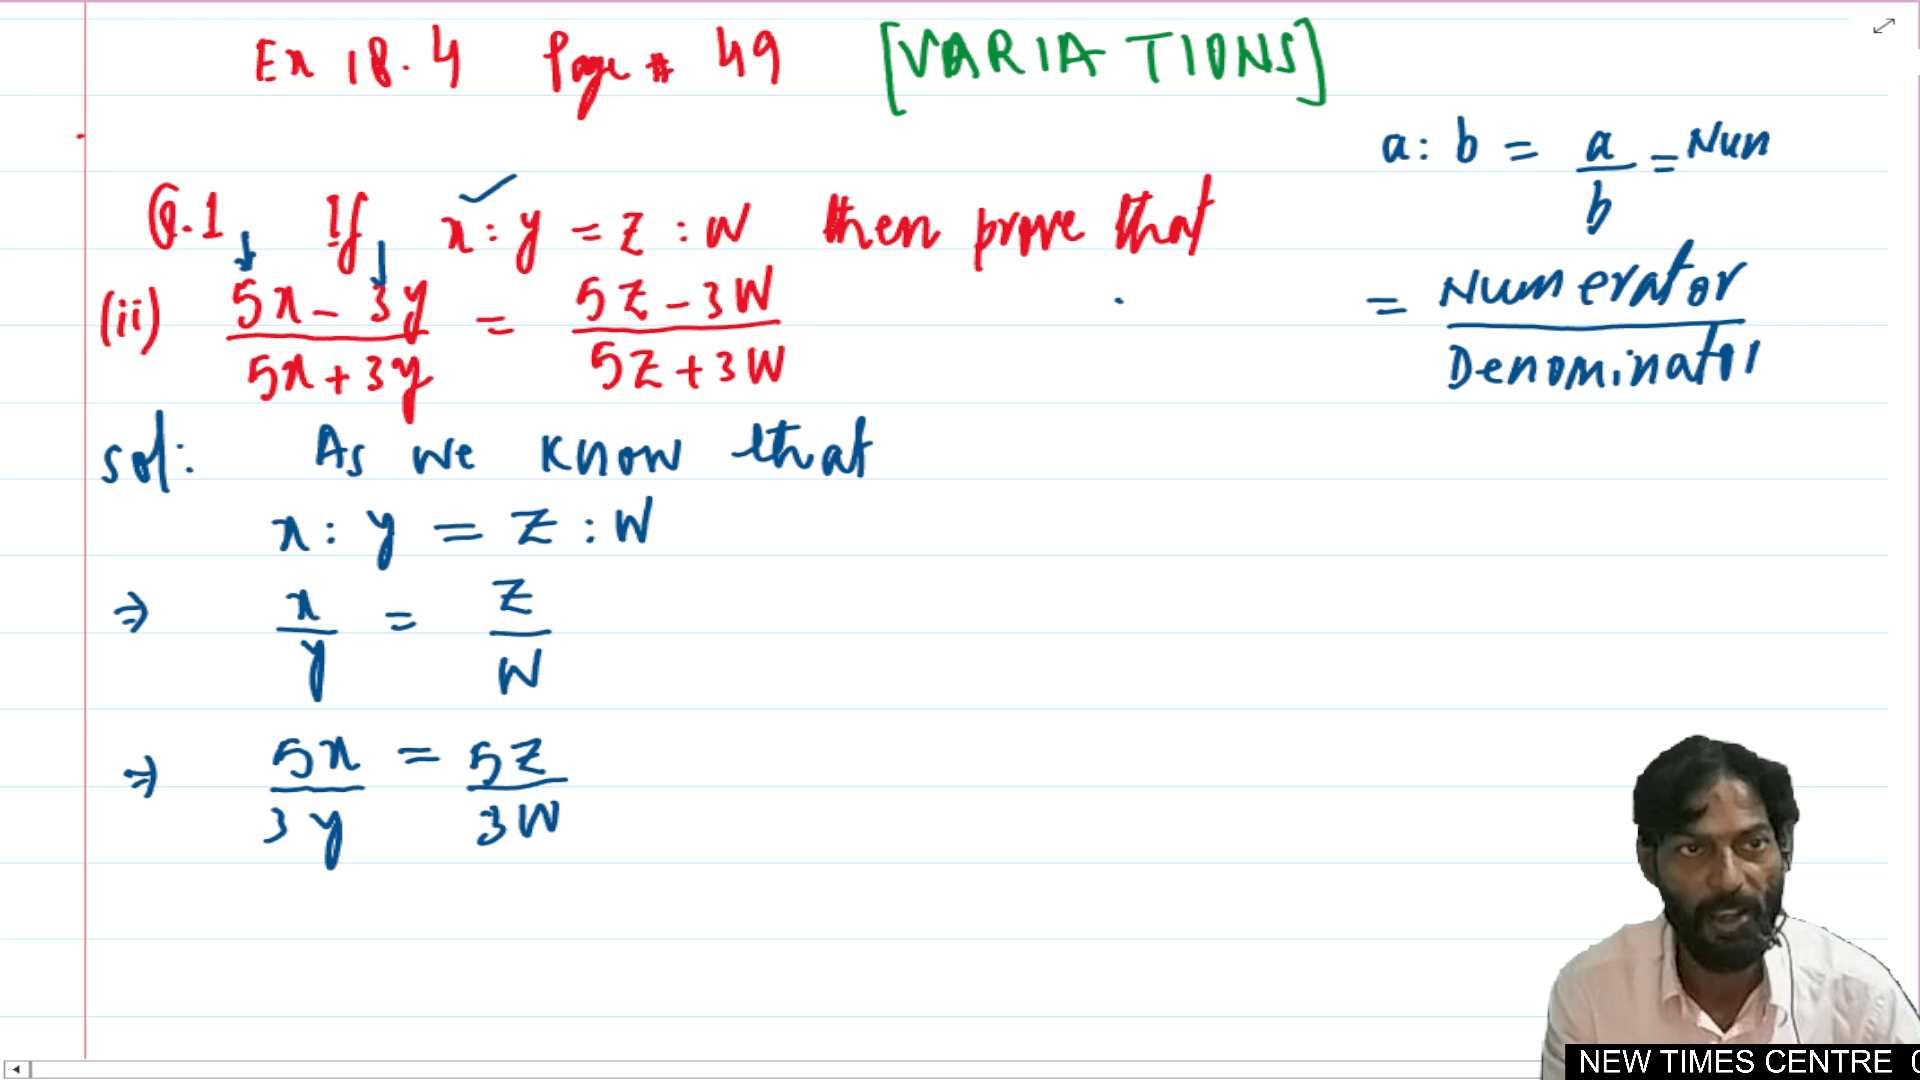 Ex 18.4 Page # 49 [VARIATIONS]
a : b = a/b = Num
= Numerator/Denominator
Q.1 If x : y = z : w then prove that
(ii) (5x - 3y)/(5x + 3y) = (5z - 3w)/(5z + 3w)
Sol: As we know that
x : y = z : w
⇒ x/y = z/w
⇒ 5x/3y = 5z/3w
NEW TIMES CENTRE